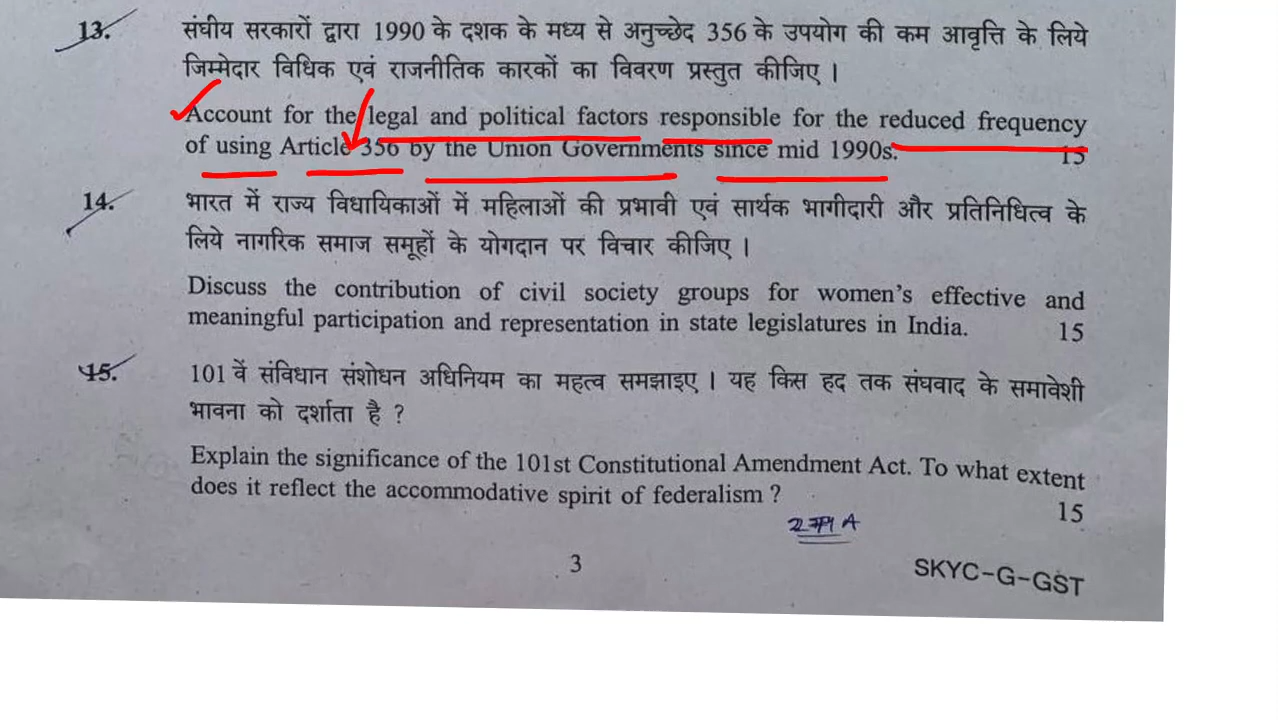 13. संघीय सरकारों द्वारा 1990 के दशक के मध्य से अनुच्छेद 356 के उपयोग की कम आवृत्ति के लिये
जिम्मेदार विधिक एवं राजनीतिक कारकों का विवरण प्रस्तुत कीजिए ।
Account for the legal and political factors responsible for the reduced frequency
of using Article 356 by the Union Governments since mid 1990s. 15
14. भारत में राज्य विधायिकाओं में महिलाओं की प्रभावी एवं सार्थक भागीदारी और प्रतिनिधित्व के
लिये नागरिक समाज समूहों के योगदान पर विचार कीजिए ।
Discuss the contribution of civil society groups for women's effective and
meaningful participation and representation in state legislatures in India. 15
15. 101 वें संविधान संशोधन अधिनियम का महत्व समझाइए । यह किस हद तक संघवाद के समावेशी
भावना को दर्शाता है ?
Explain the significance of the 101st Constitutional Amendment Act. To what extent
does it reflect the accommodative spirit of federalism ? 15
A
3 SKYC-G-GST